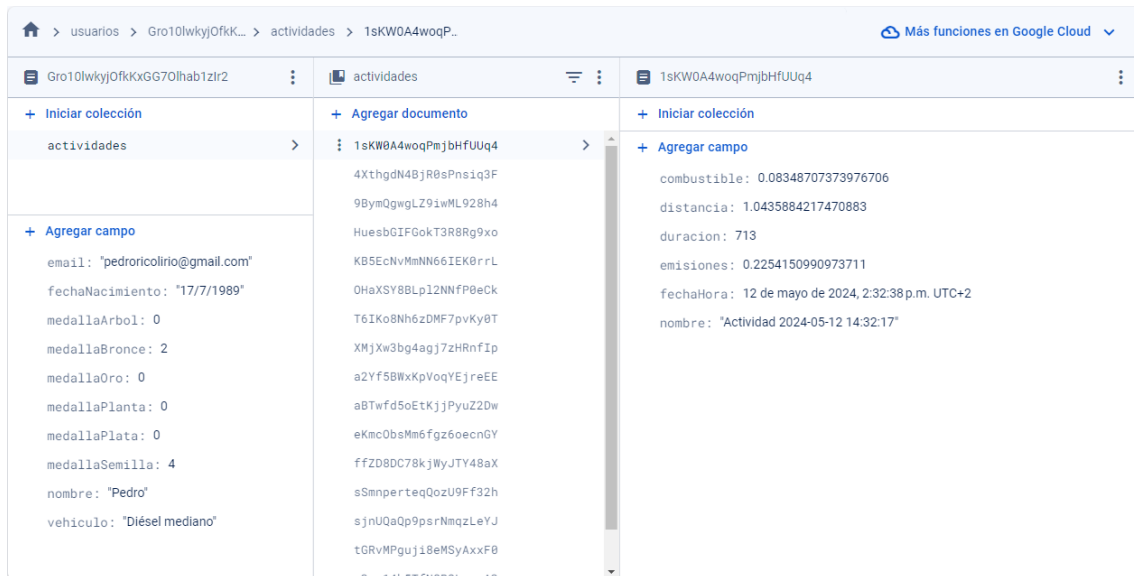 usuarios > Gro10lwkyjOfkK... > actividades > 1sKW0A4woqP..
Más funciones en Google Cloud
Gro10lwkyjOfkKxGG7Olhab1zIr2
+ Iniciar colección
actividades
+ Agregar campo
email: "pedroricolirio@gmail.com"
fechaNacimiento: "17/7/1989"
medallaArbol: 0
medallaBronce: 2
medallaOro: 0
medallaPlanta: 0
medallaPlata: 0
medallaSemilla: 4
nombre: "Pedro"
vehiculo: "Diésel mediano"
actividades
+ Agregar documento
1sKW0A4woqPmjbHfUUq4
4XthgdN4BjR0sPnsiq3F
9BymQgwgLZ9iwML928h4
HuesbGIFGokT3R8Rg9xo
KB5EcNvMmNN66IEK0rrL
OHaXSY8BLpl2NNfP0eCk
T6IKo8Nh6zDMF7pvKy0T
XMjXw3bg4agj7zHRnfIp
a2Yf5BWxKpVoqYEjreEE
aBTwfd5oEtKjjPyuZ2Dw
eKmcObsMm6fgz6oecnGY
ffZD8DC78kjWyJTY48aX
sSmnperteqQozU9Ff32h
sjnUQaQp9psrNmqzLeYJ
tGRvMPguji8eMSyAxxF0
1sKW0A4woqPmjbHfUUq4
+ Iniciar colección
+ Agregar campo
combustible: 0.08348707373976706
distancia: 1.0435884217470883
duracion: 713
emisiones: 0.2254150990973711
fechaHora: 12 de mayo de 2024, 2:32:38 p.m. UTC+2
nombre: "Actividad 2024-05-12 14:32:17"